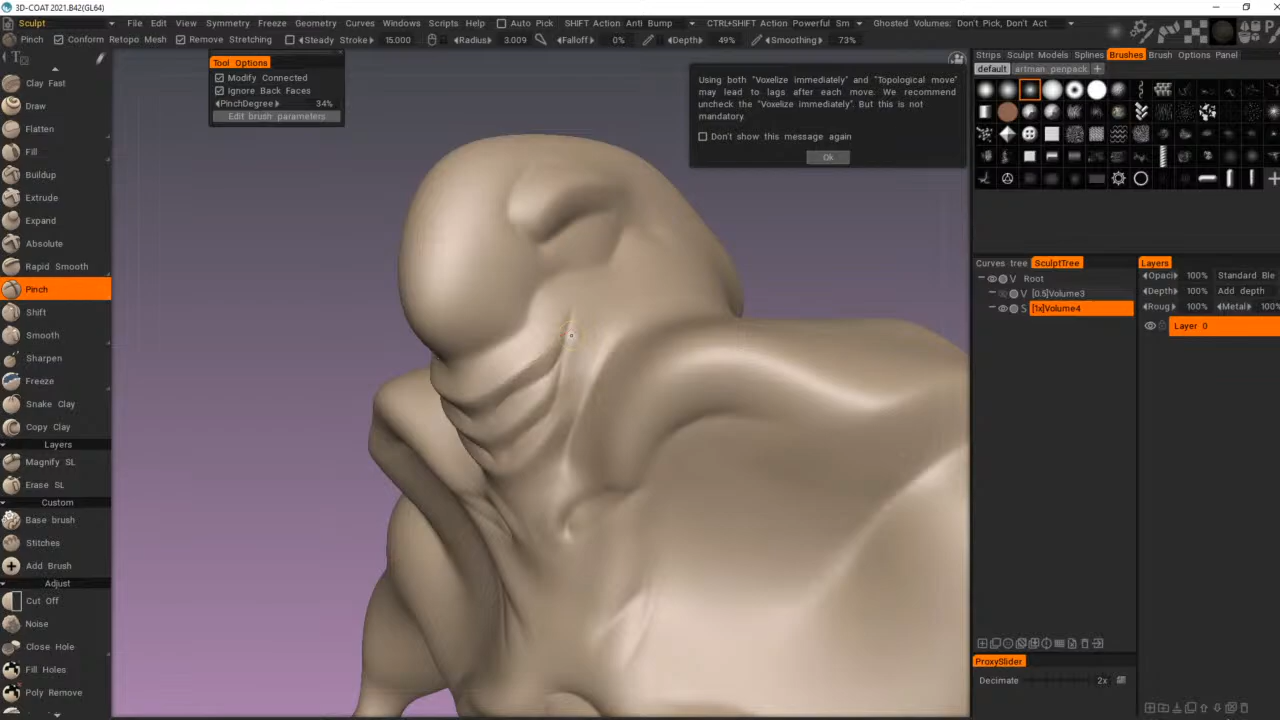 3D-COAT 2021.B42(GL64)
Sculpt File Edit View Symmetry Freeze Geometry Curves Windows Scripts Help Auto Pick SHIFT Action Anti Bump CTRL+SHIFT Action Powerful Sm Ghosted Volumes: Don't Pick, Don't Act
Pinch Conform Retopo Mesh Remove Stretching Steady Stroke 15.000 Radius 3.009 Falloff 0% Depth 49% Smoothing 73%
Clay Fast
Draw
Flatten
Fill
Buildup
Extrude
Expand
Absolute
Rapid Smooth
Pinch
Shift
Smooth
Sharpen
Freeze
Snake Clay
Copy Clay
Layers
Magnify SL
Erase SL
Custom
Base brush
Stitches
Add Brush
Adjust
Cut Off
Noise
Close Hole
Fill Holes
Poly Remove
Tool Options
Modify Connected
Ignore Back Faces
PinchDegree 34%
Edit brush parameters
Using both "Voxelize immediately" and "Topological move"
may lead to lags after each move. We recommend
uncheck the "Voxelize immediately". But this is not
mandatory.
Don't show this message again
Ok
Strips Sculpt Models Splines Brushes Options Panel
default artman penpack +
Curves tree SculptTree
V Root
V [0.5]Volume3
S [1x]Volume4
ProxySlider
Decimate 2x
Layers
Opaci 100% Standard Ble
Depth 100% Add depth
Roug 100% Metal 100%
Layer 0